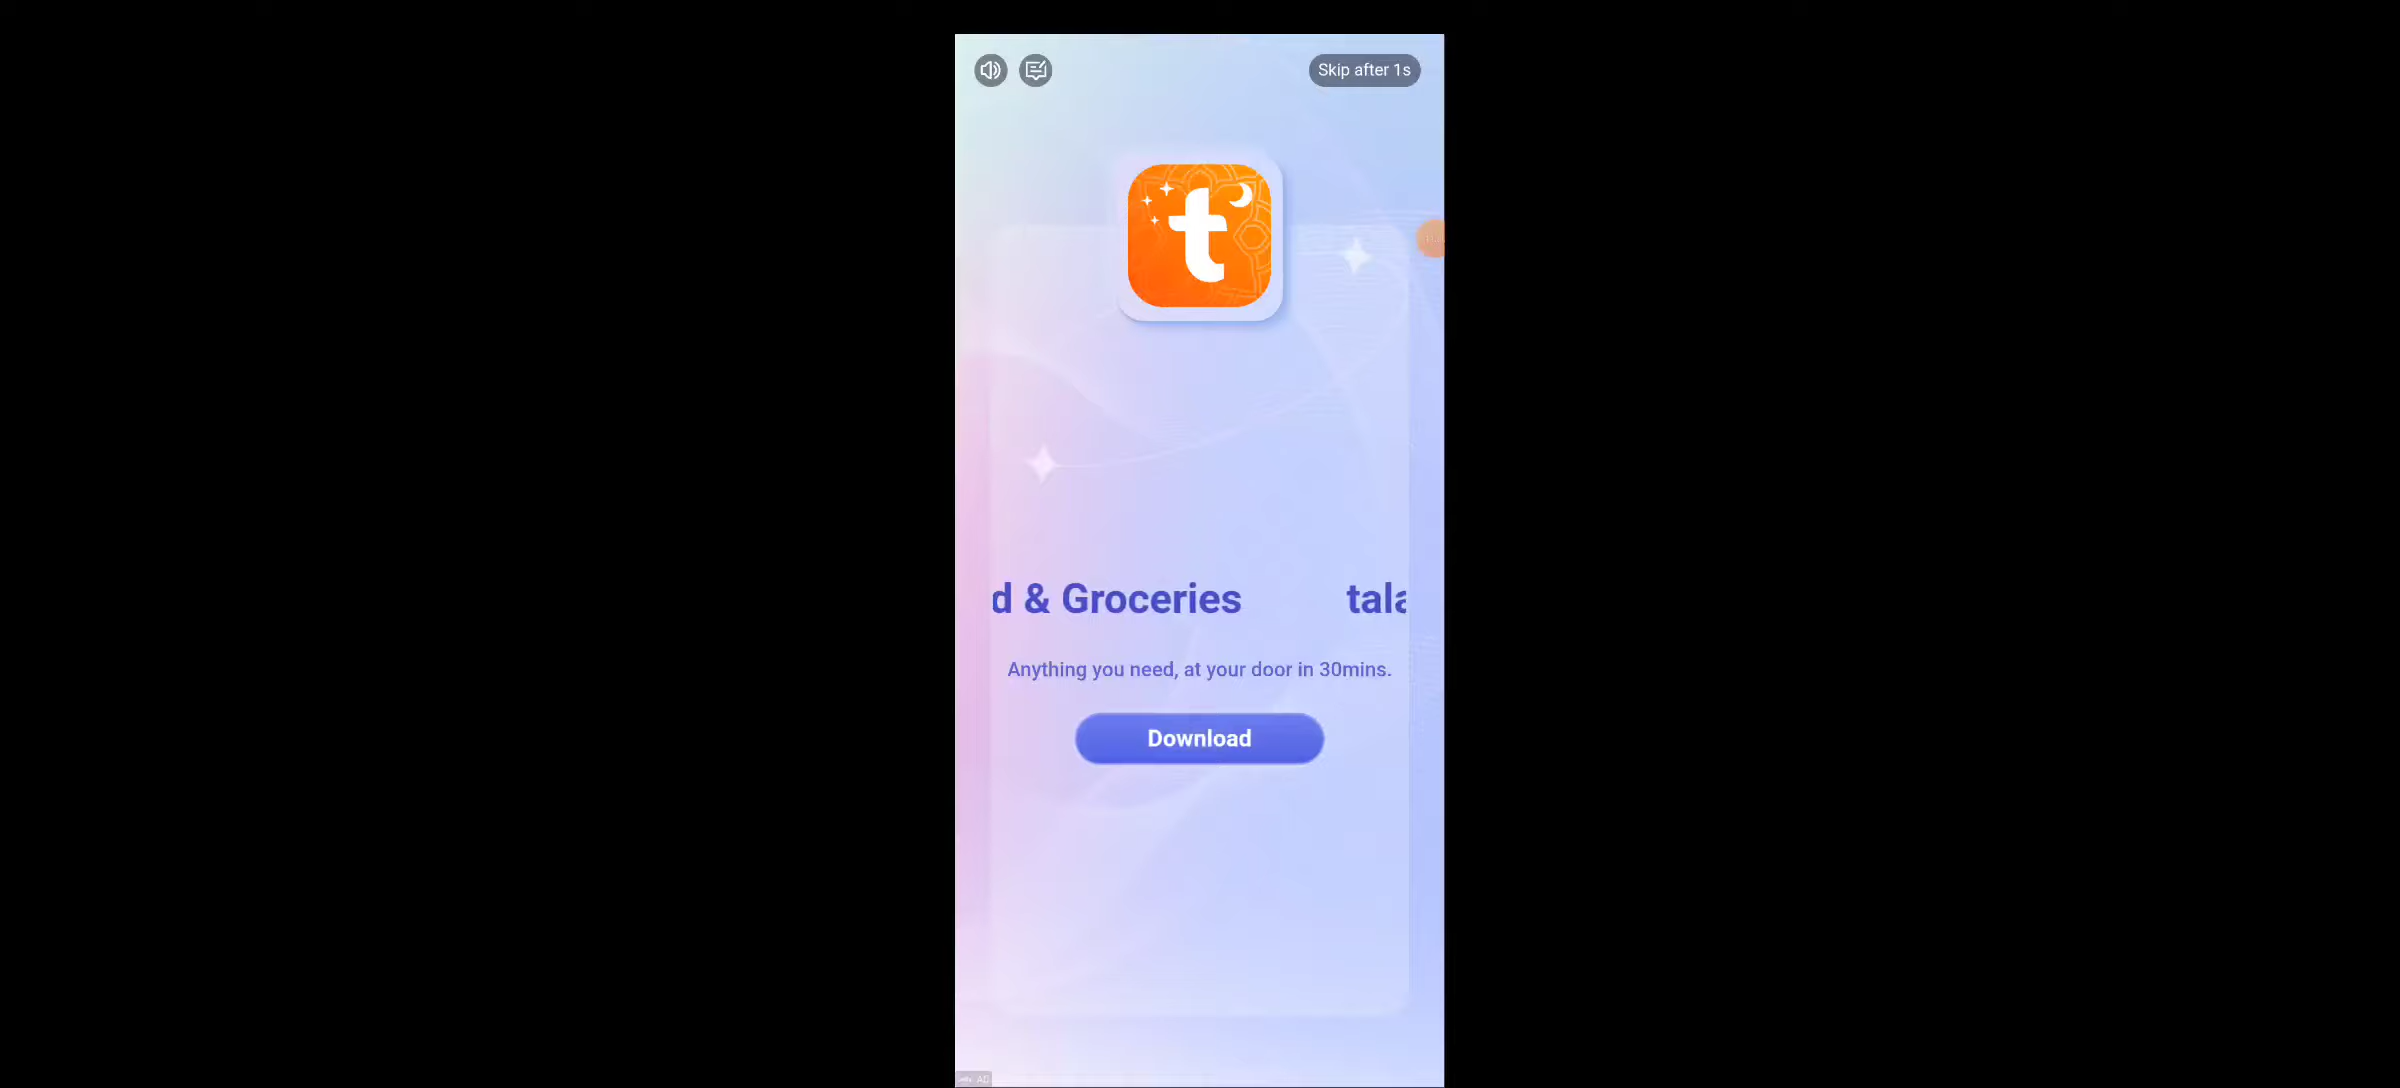 Skip after 1s
t
d & Groceries tala
Anything you need, at your door in 30mins.
Download
AD